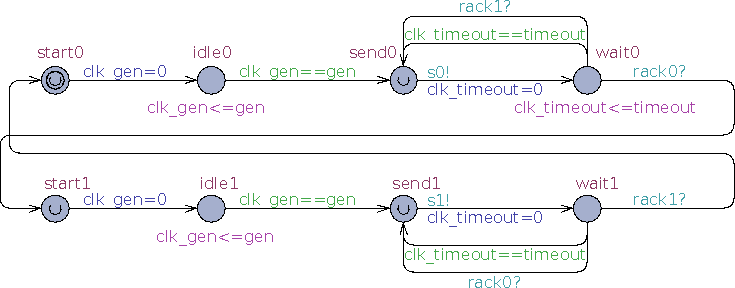 rack1?
clk_timeout==timeout
start0
idle0
send0
wait0
clk_gen=0
clk_gen==gen
s0!
rack0?
clk_timeout=0
clk_gen<=gen
clk_timeout<=timeout
start1
idle1
send1
wait1
clk_gen=0
clk_gen==gen
s1!
rack1?
clk_timeout=0
clk_gen<=gen
clk_timeout==timeout
rack0?